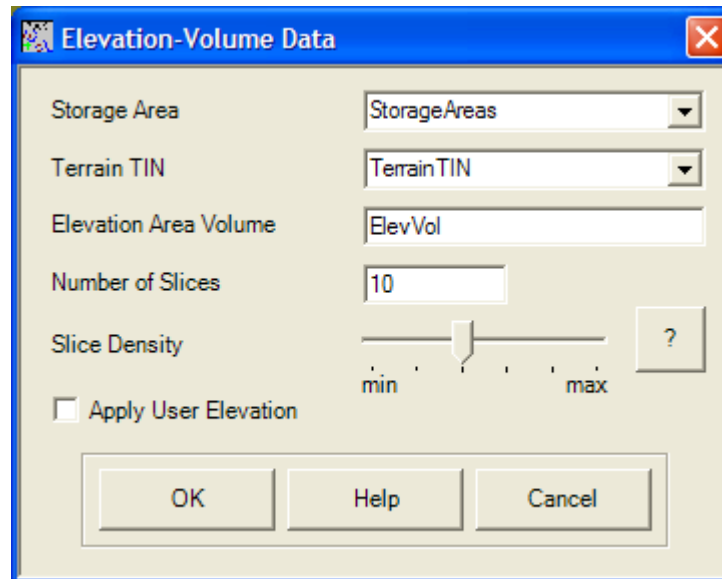 Elevation-Volume Data
Storage Area StorageAreas
Terrain TIN TerrainTIN
Elevation Area Volume ElevVol
Number of Slices 10
Slice Density ?
min max
Apply User Elevation
OK Help Cancel